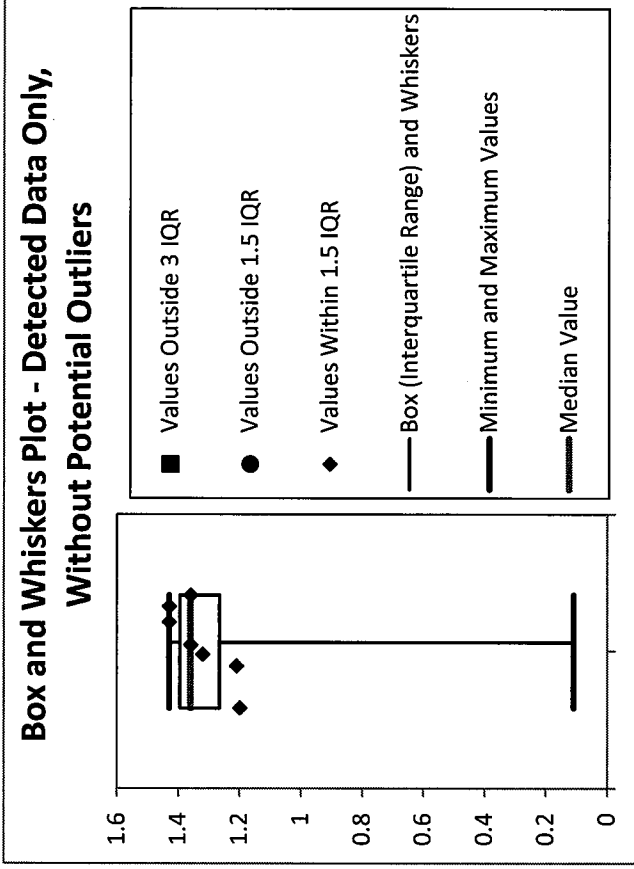 Box and Whiskers Plot - Detected Data Only,
Without Potential Outliers
1.6
1.4
1.2
1
0.8
0.6
0.4
0.2
0
Values Outside 3 IQR
Values Outside 1.5 IQR
Values Within 1.5 IQR
Box (Interquartile Range) and Whiskers
Minimum and Maximum Values
Median Value